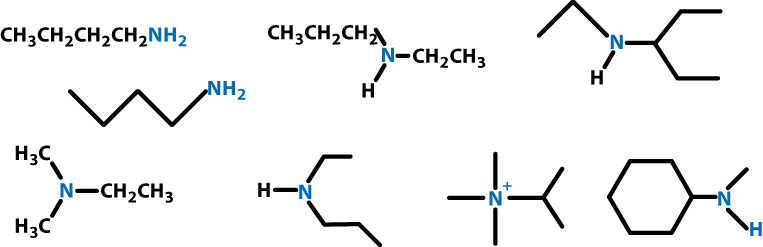 CH₃CH₂CH₂CH₂NH₂
CH₃CH₂CH₂
N—CH₂CH₃
H
N
H
NH₂
H₃C
N—CH₂CH₃
H₃C
H—N
N⁺
N
H